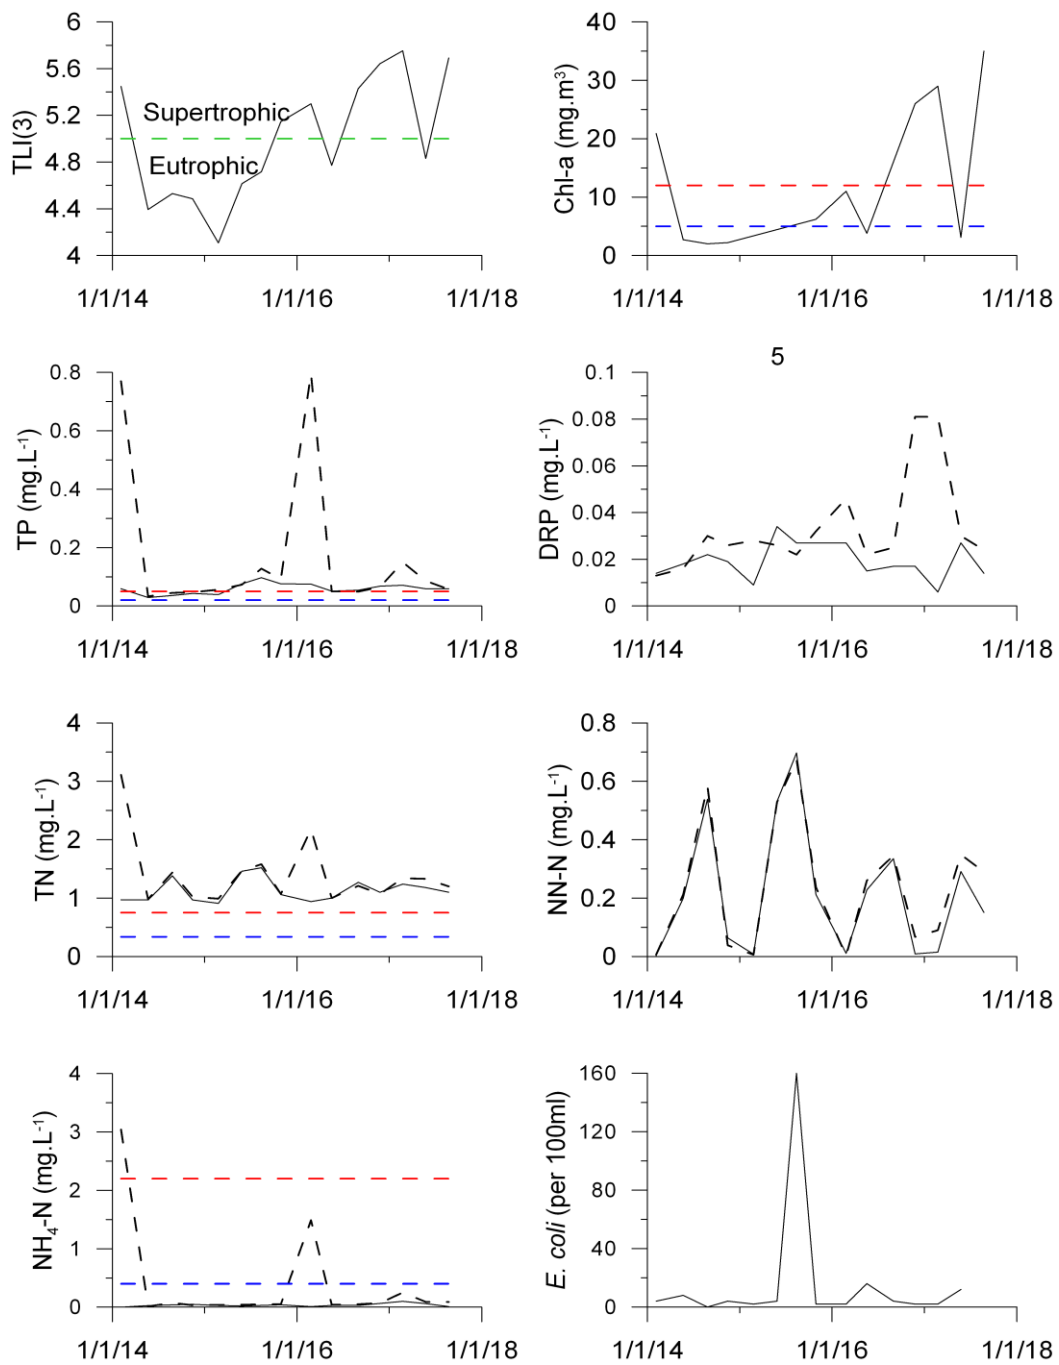 6
5.6
5.2
4.8
4.4
4
TLI(3)
Supertrophic
Eutrophic
1/1/14 1/1/16 1/1/18
40
30
20
10
0
Chl-a (mg.m³)
1/1/14 1/1/16 1/1/18
0.8
0.6
0.4
0.2
0
TP (mg.L⁻¹)
1/1/14 1/1/16 1/1/18
5
0.1
0.08
0.06
0.04
0.02
0
DRP (mg.L⁻¹)
1/1/14 1/1/16 1/1/18
4
3
2
1
0
TN (mg.L⁻¹)
1/1/14 1/1/16 1/1/18
0.8
0.6
0.4
0.2
0
NN-N (mg.L⁻¹)
1/1/14 1/1/16 1/1/18
4
3
2
1
0
NH₄-N (mg.L⁻¹)
1/1/14 1/1/16 1/1/18
160
120
80
40
0
E. coli (per 100ml)
1/1/14 1/1/16 1/1/18